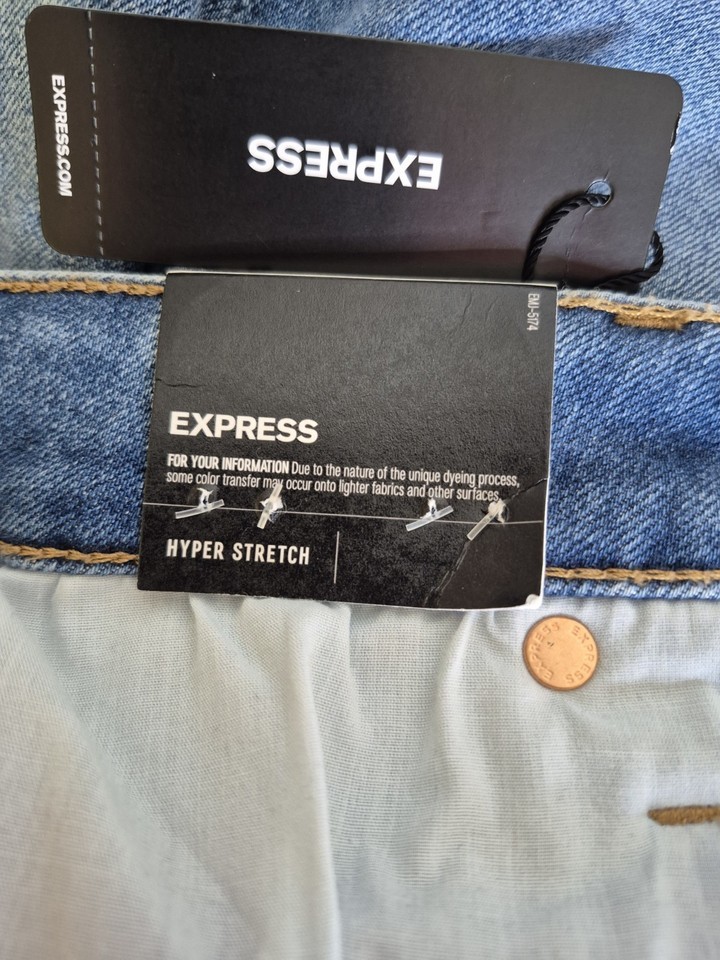 EXPRESS.COM
EXPRESS
EMJ-5174
EXPRESS
FOR YOUR INFORMATION Due to the nature of the unique dyeing process,
some color transfer may occur onto lighter fabrics and other surfaces.
HYPER STRETCH
EXPRESS EXPRESS